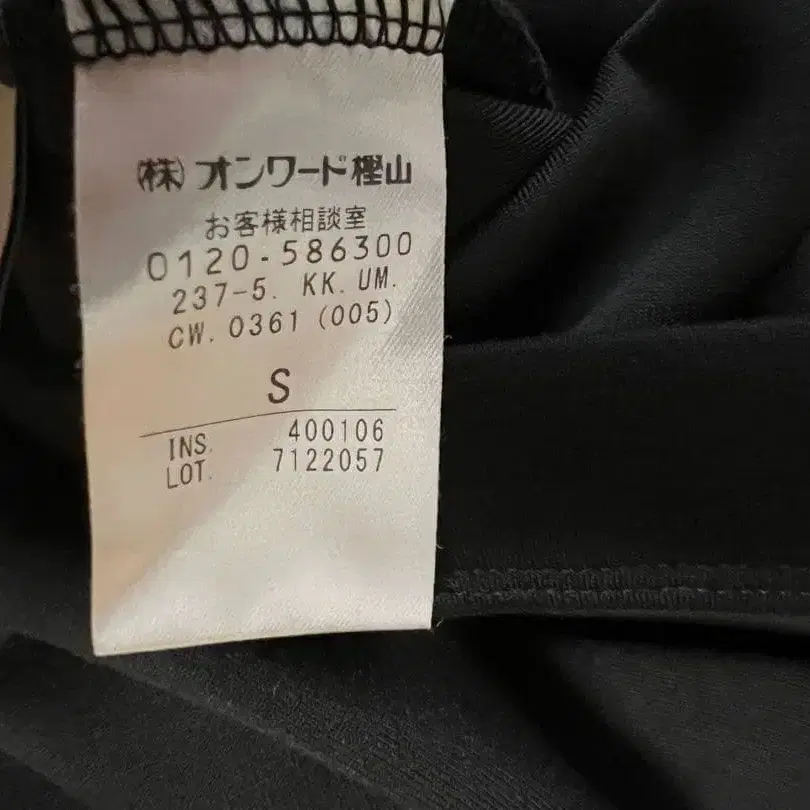 (株)オンワード樫山
お客様相談室
0120-586300
237-5. KK. UM.
CW. 0361 (005)
S
INS. 400106
LOT. 7122057